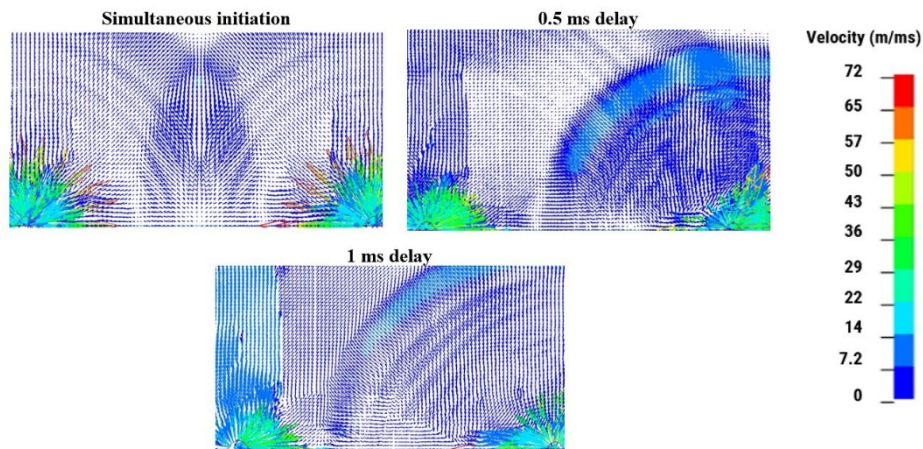 Simultaneous initiation
0.5 ms delay
Velocity (m/ms)
72
65
57
50
43
36
29
22
14
7.2
0
1 ms delay